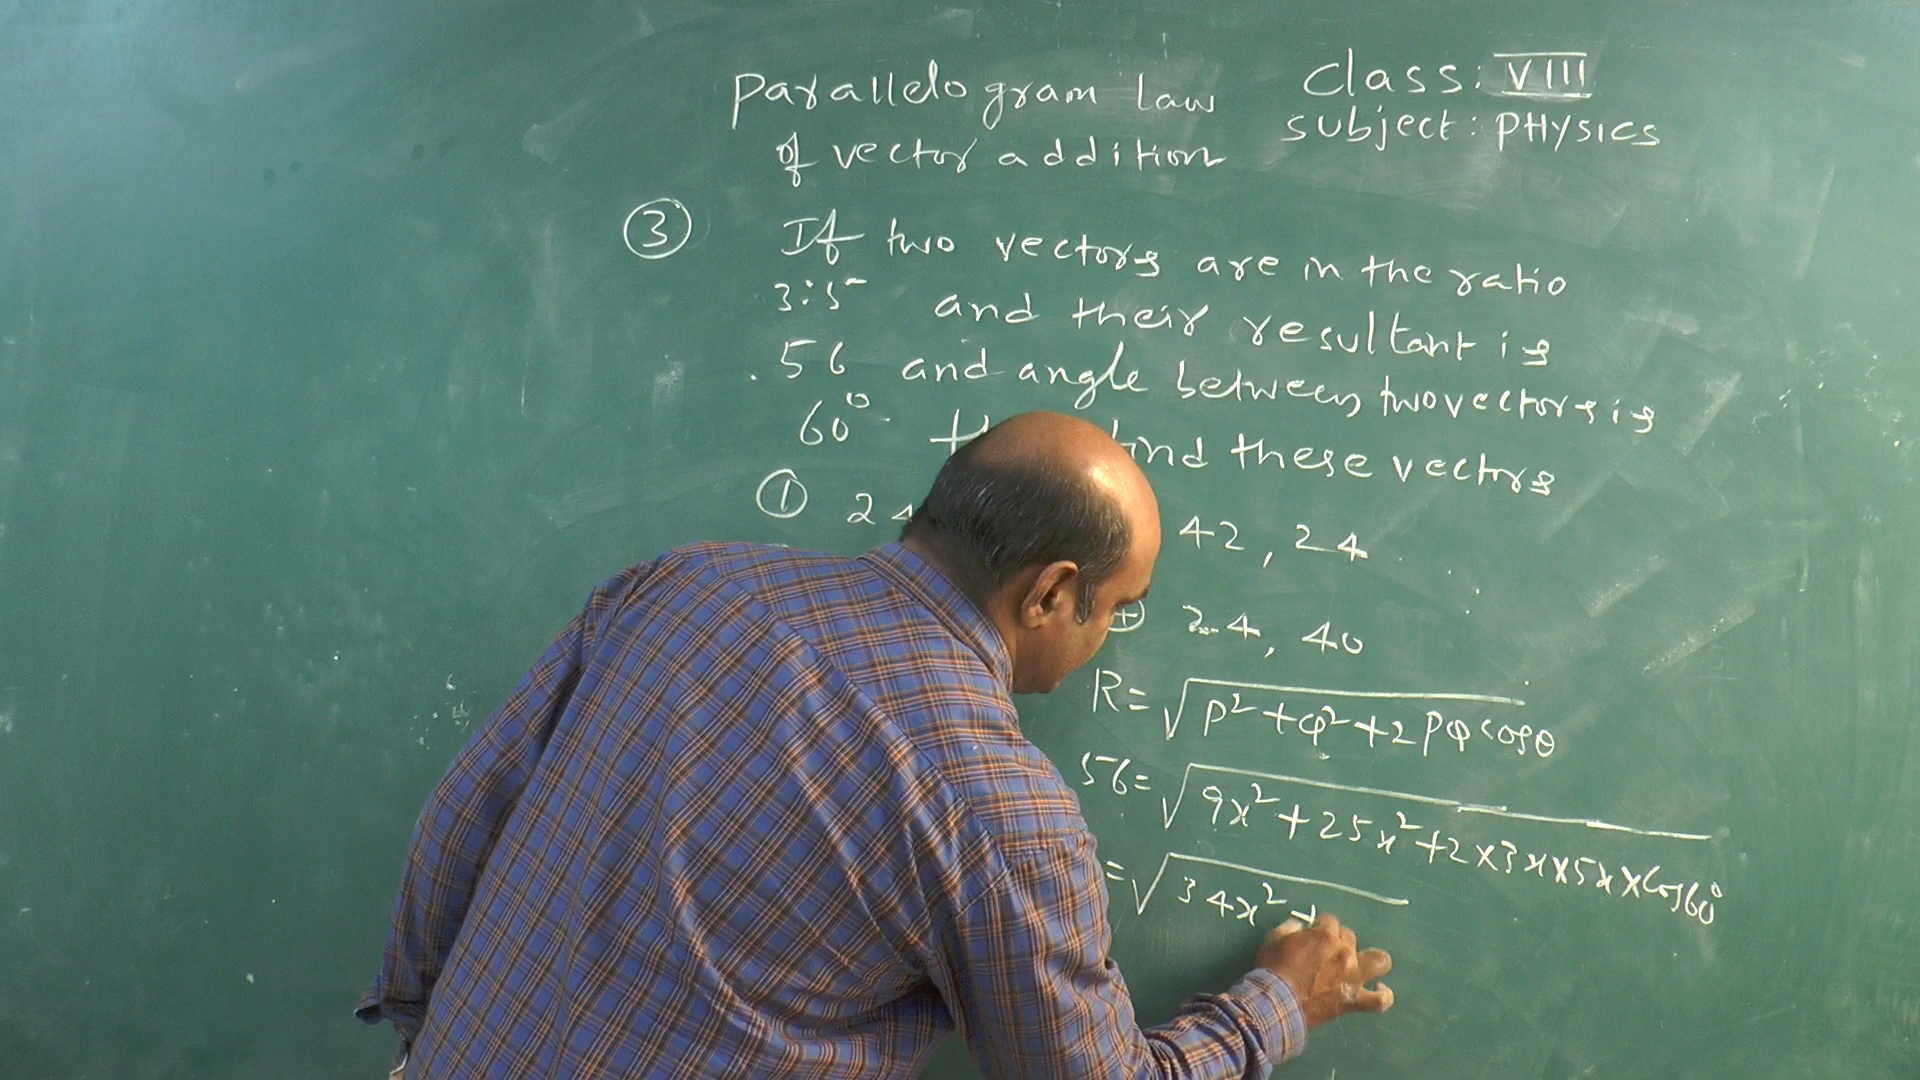 Parallelogram Law
of vector addition
Class: VIII
subject: PHYSICS
3 If two vectors are in the ratio
3:5 and their resultant is
56 and angle between two vectors is
60° find these vectors
1 24
42, 24
24, 40
R = √P² + Q² + 2 PQ cosθ
56 = √9x² + 25x² + 2 × 3x × 5x × Cos60°
= √34x² +